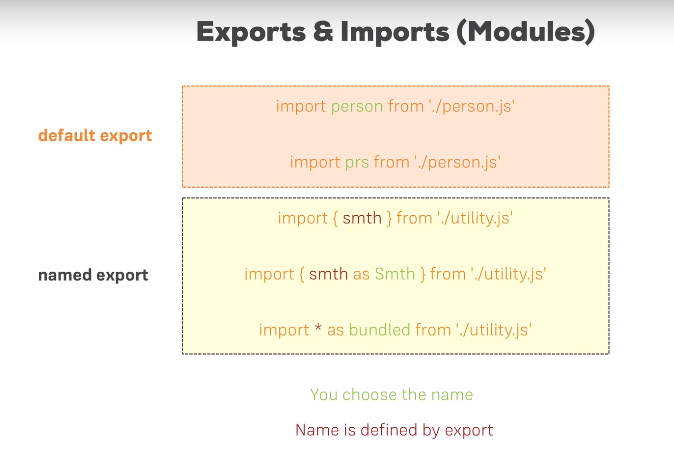 Exports & Imports (Modules)
default export
import person from './person.js'
import prs from './person.js'
named export
import { smth } from './utility.js'
import { smth as Smth } from './utility.js'
import * as bundled from './utility.js'
You choose the name
Name is defined by export